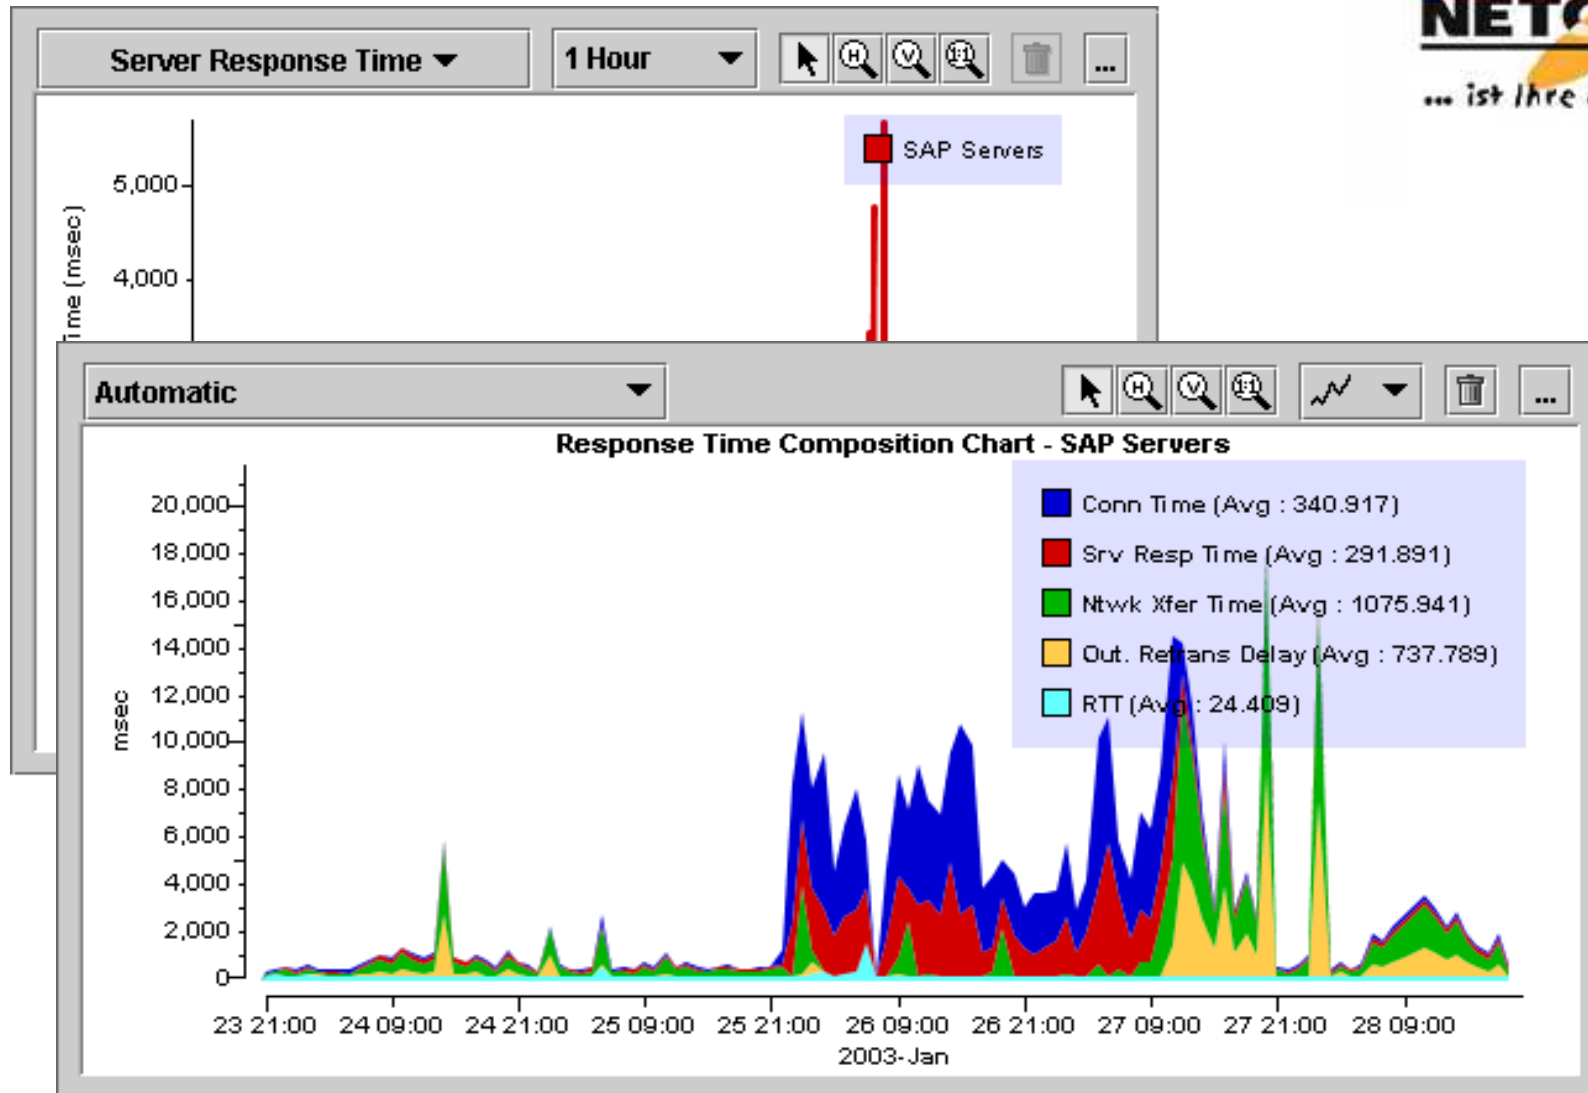 Server Response Time
1 Hour
H
V
1:1
...
... ist Ihre
SAP Servers
5,000
4,000
(msec)
Automatic
H
V
1:1
...
Response Time Composition Chart - SAP Servers
Conn Time (Avg : 340.917)
Srv Resp Time (Avg : 291.891)
Ntwk Xfer Time (Avg : 1075.941)
Out. Retrans Delay (Avg : 737.789)
RTT (Avg : 24.409)
msec
20,000
18,000
16,000
14,000
12,000
10,000
8,000
6,000
4,000
2,000
0
23 21:00 24 09:00 24 21:00 25 09:00 25 21:00 26 09:00 26 21:00 27 09:00 27 21:00 28 09:00
2003-Jan